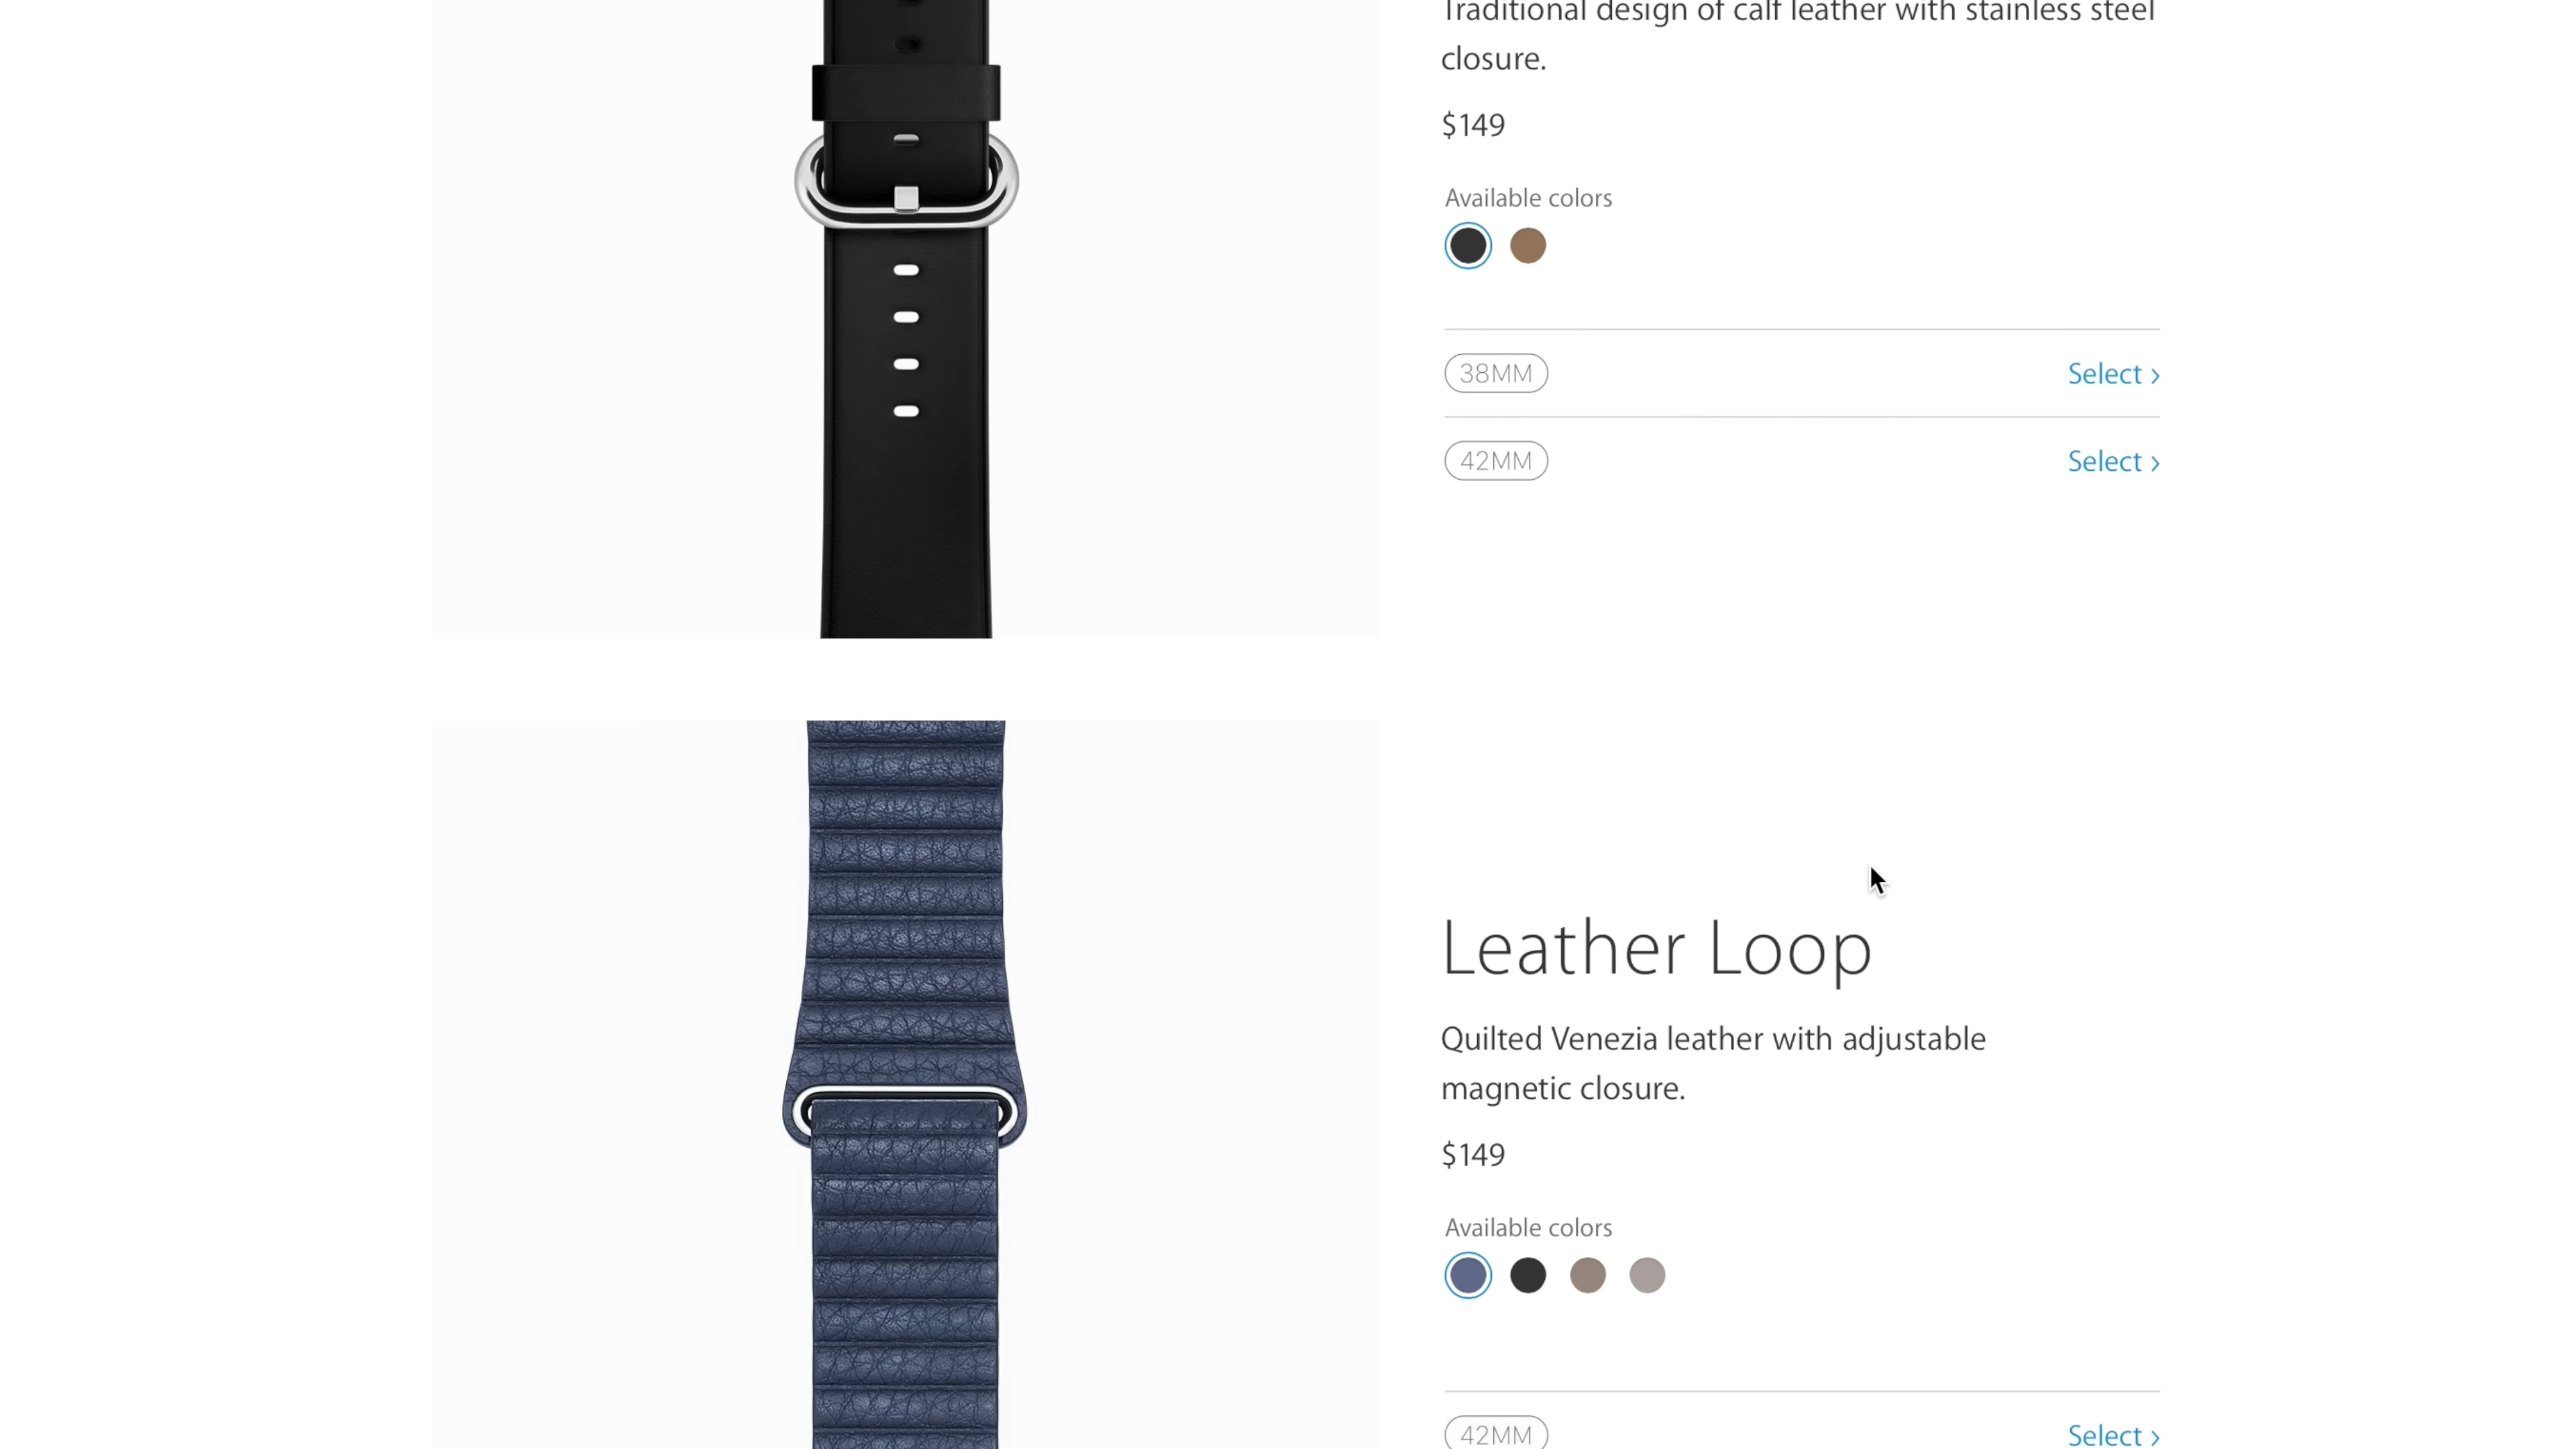 Traditional design of calf leather with stainless steel
closure.
$149
Available colors
38MM
Select ›
42MM
Select ›
Leather Loop
Quilted Venezia leather with adjustable
magnetic closure.
$149
Available colors
42MM
Select ›